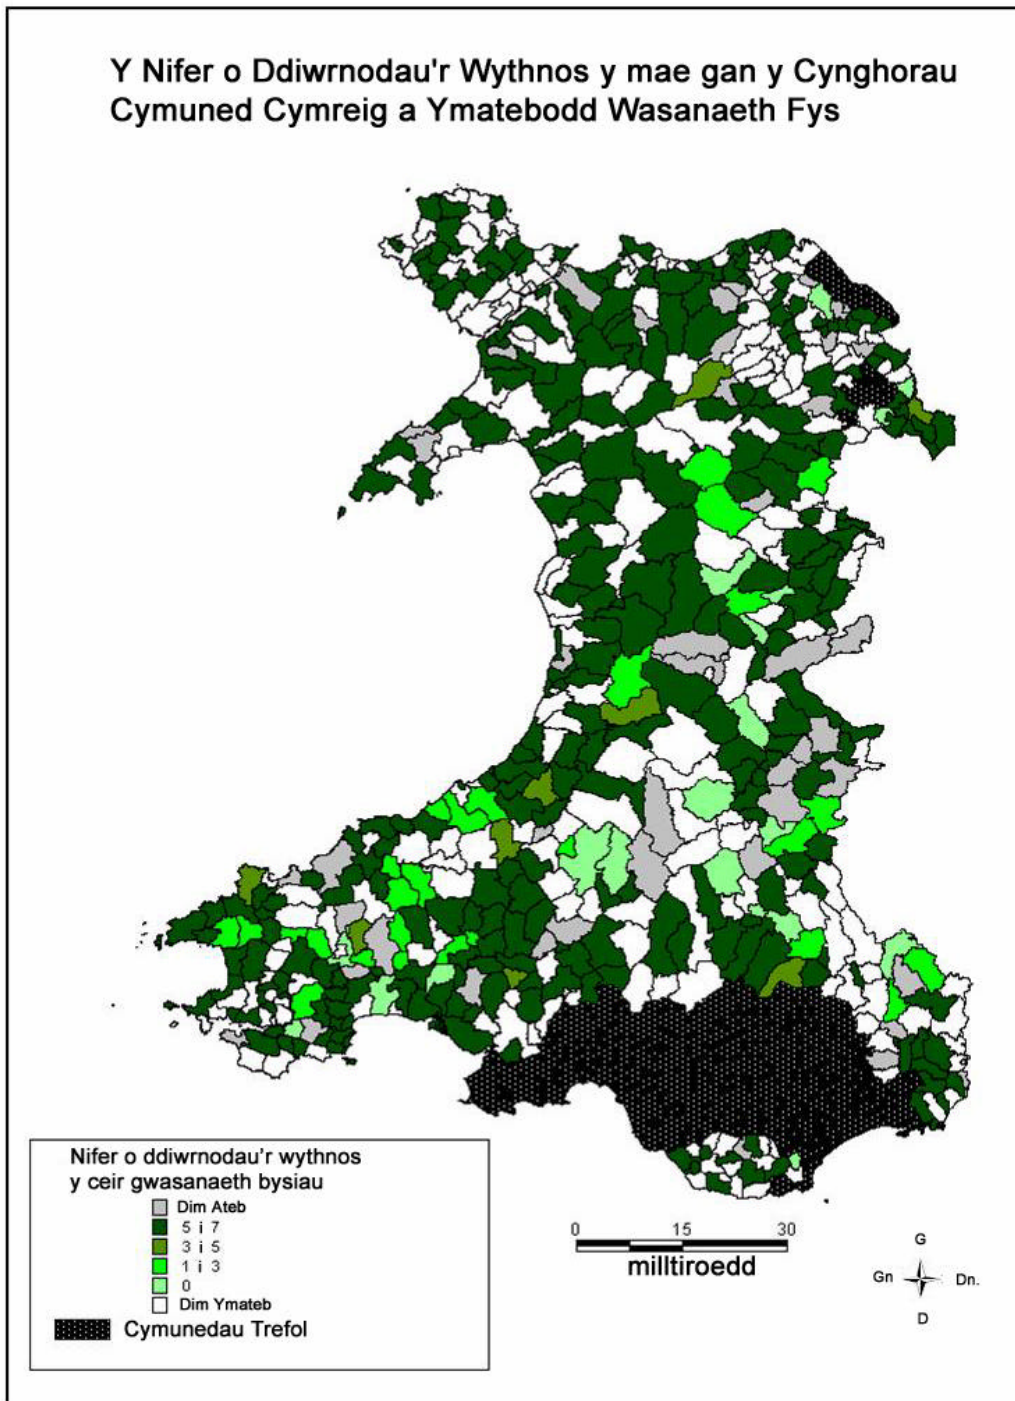 Y Nifer o Ddiwrnodau'r Wythnos y mae gan y Cynghorau
Cymuned Cymreig a Ymatebodd Wasanaeth Fys
Nifer o ddiwrnodau'r wythnos
y ceir gwasanaeth bysiau
Dim Ateb
5 i 7
3 i 5
1 i 3
0
Dim Ymateb
Cymunedau Trefol
0 15 30
milltiroedd
G
Gn Dn.
D